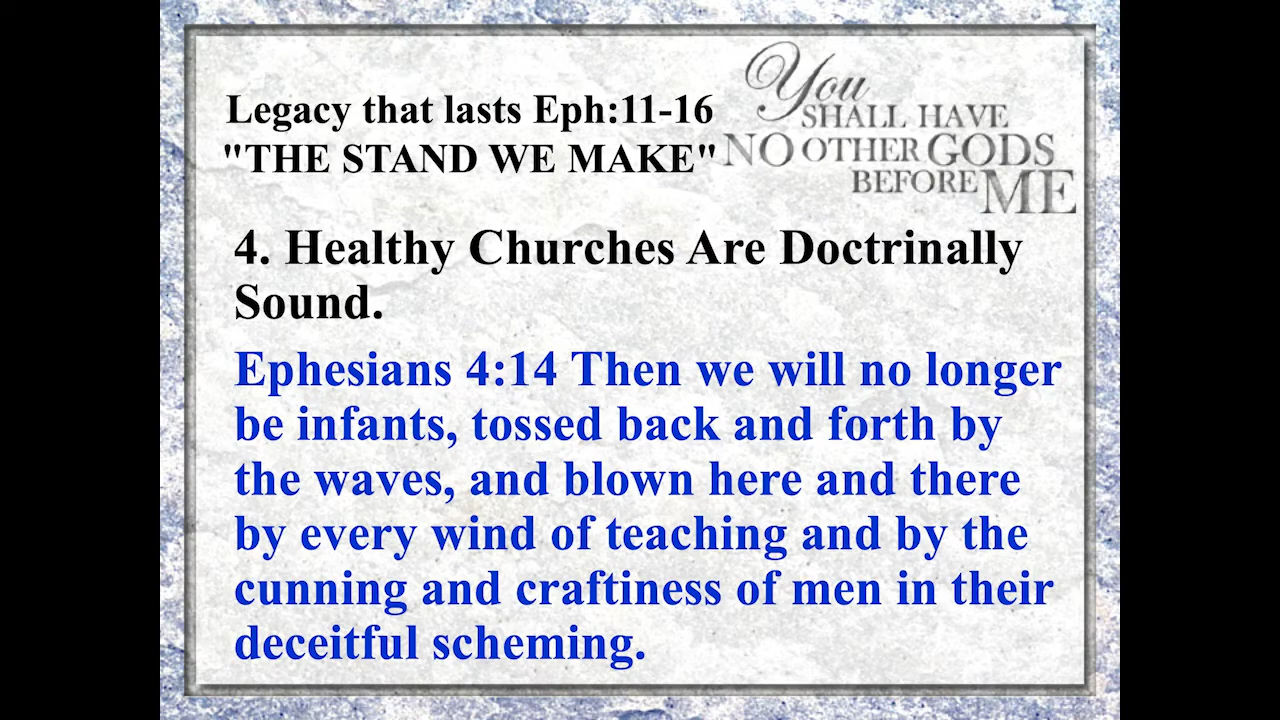 Legacy that lasts Eph:11-16
"THE STAND WE MAKE"
You
SHALL HAVE
NO OTHER GODS
BEFORE ME
4. Healthy Churches Are Doctrinally
Sound.
Ephesians 4:14 Then we will no longer
be infants, tossed back and forth by
the waves, and blown here and there
by every wind of teaching and by the
cunning and craftiness of men in their
deceitful scheming.